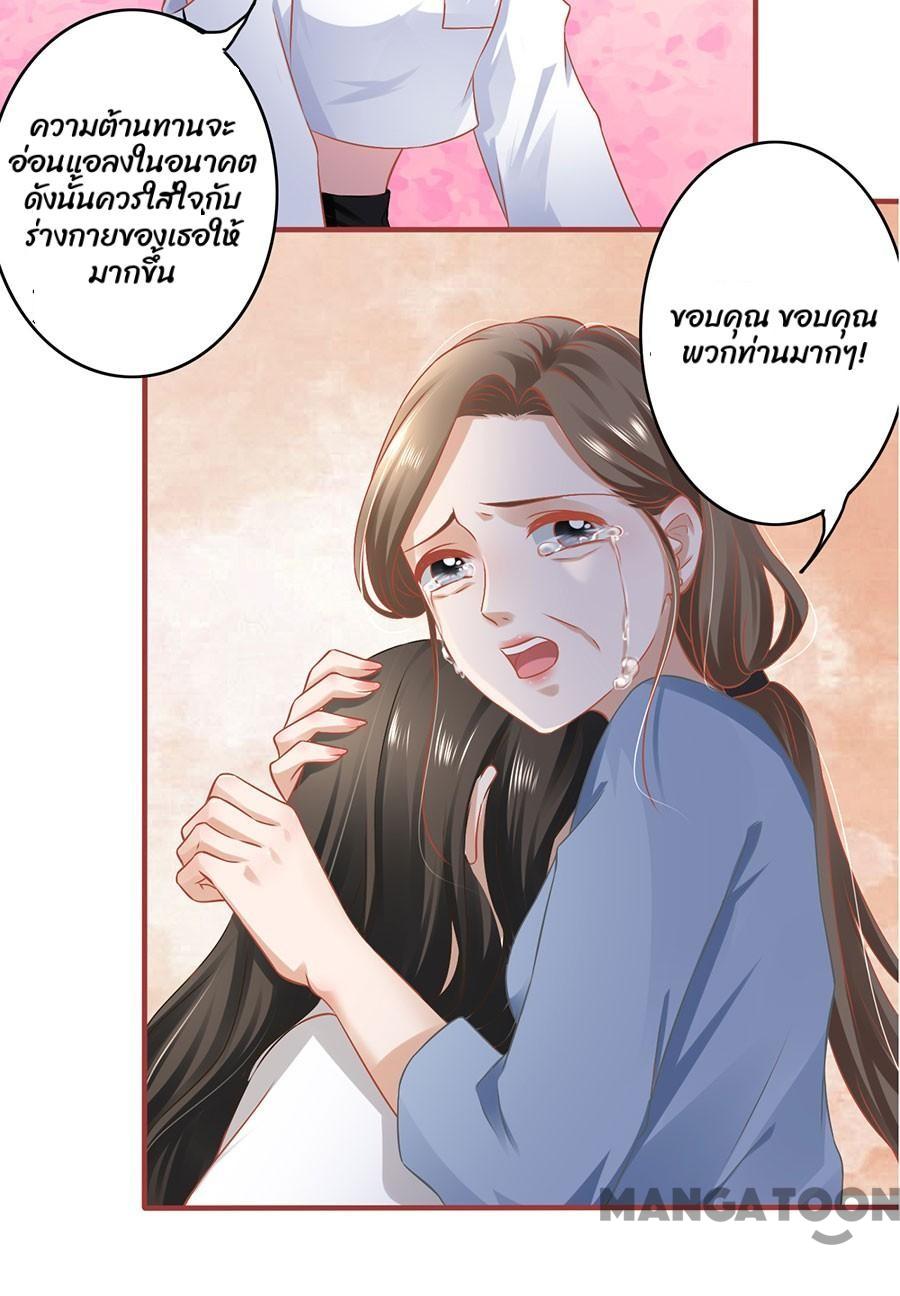 ความต้านทานจะ
อ่อนแอลงในอนาคต
ดังนั้นควรใส่ใจกับ
ร่างกายของเธอให้
มากขึ้น
ขอบคุณ ขอบคุณ
พวกท่านมากๆ!
MANGATOON